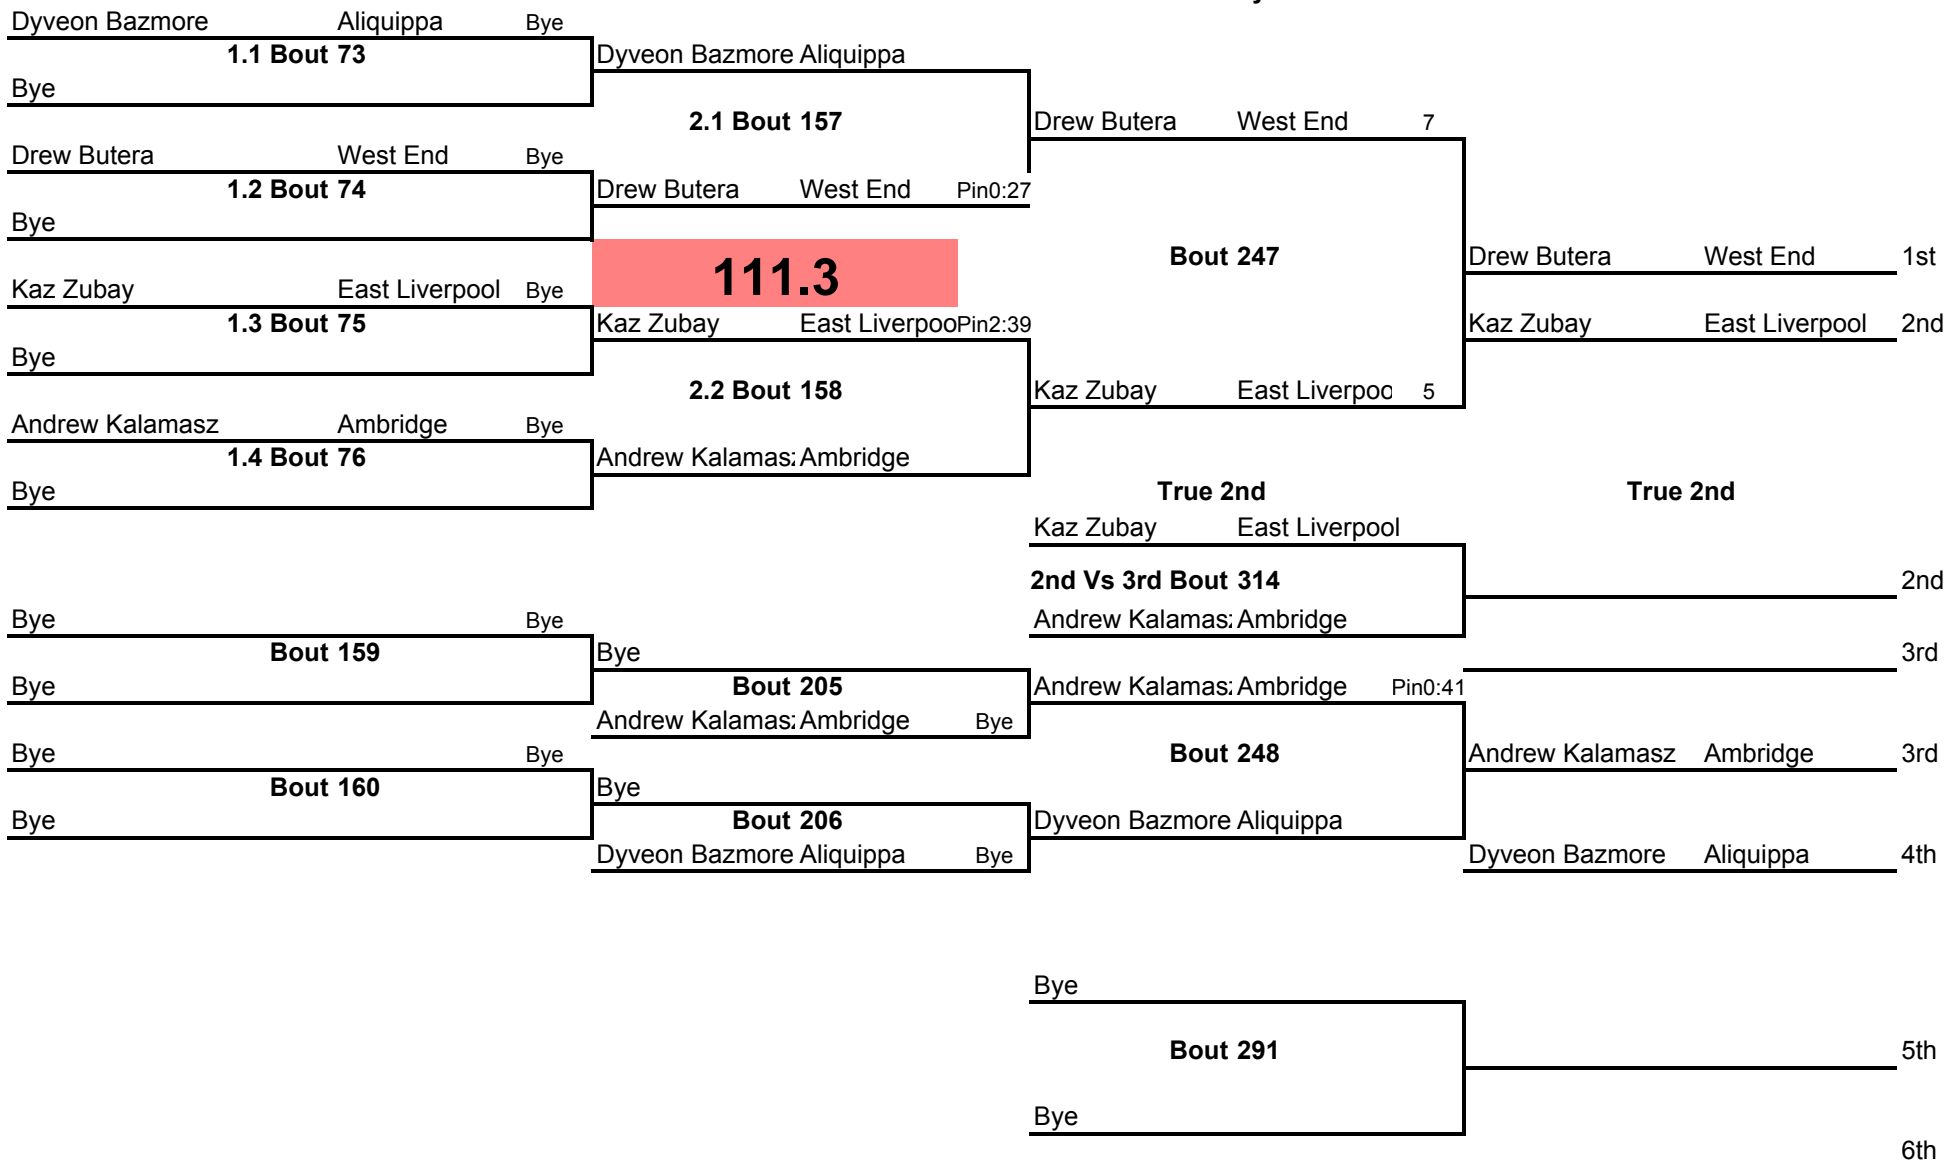 Dyveon Bazmore Aliquippa Bye
1.1 Bout 73 Dyveon Bazmore Aliquippa
Bye
2.1 Bout 157 Drew Butera West End 7
Drew Butera West End Bye
1.2 Bout 74 Drew Butera West End Pin0:27
Bye
111.3 Bout 247 Drew Butera West End 1st
Kaz Zubay East Liverpool Bye
1.3 Bout 75 Kaz Zubay East Liverpoo Pin2:39 Kaz Zubay East Liverpool 2nd
Bye
2.2 Bout 158 Kaz Zubay East Liverpoo 5
Andrew Kalamasz Ambridge Bye
1.4 Bout 76 Andrew Kalamas Ambridge
Bye True 2nd True 2nd
Kaz Zubay East Liverpool
2nd Vs 3rd Bout 314 2nd
Bye Bye Andrew Kalamas Ambridge
Bout 159 Bye 3rd
Bye Bout 205 Andrew Kalamas Ambridge Pin0:41
Andrew Kalamas Ambridge Bye
Bye Bye Bout 248 Andrew Kalamasz Ambridge 3rd
Bout 160 Bye
Bye Bout 206 Dyveon Bazmore Aliquippa
Dyveon Bazmore Aliquippa Bye Dyveon Bazmore Aliquippa 4th
Bye
Bout 291 5th
Bye
6th